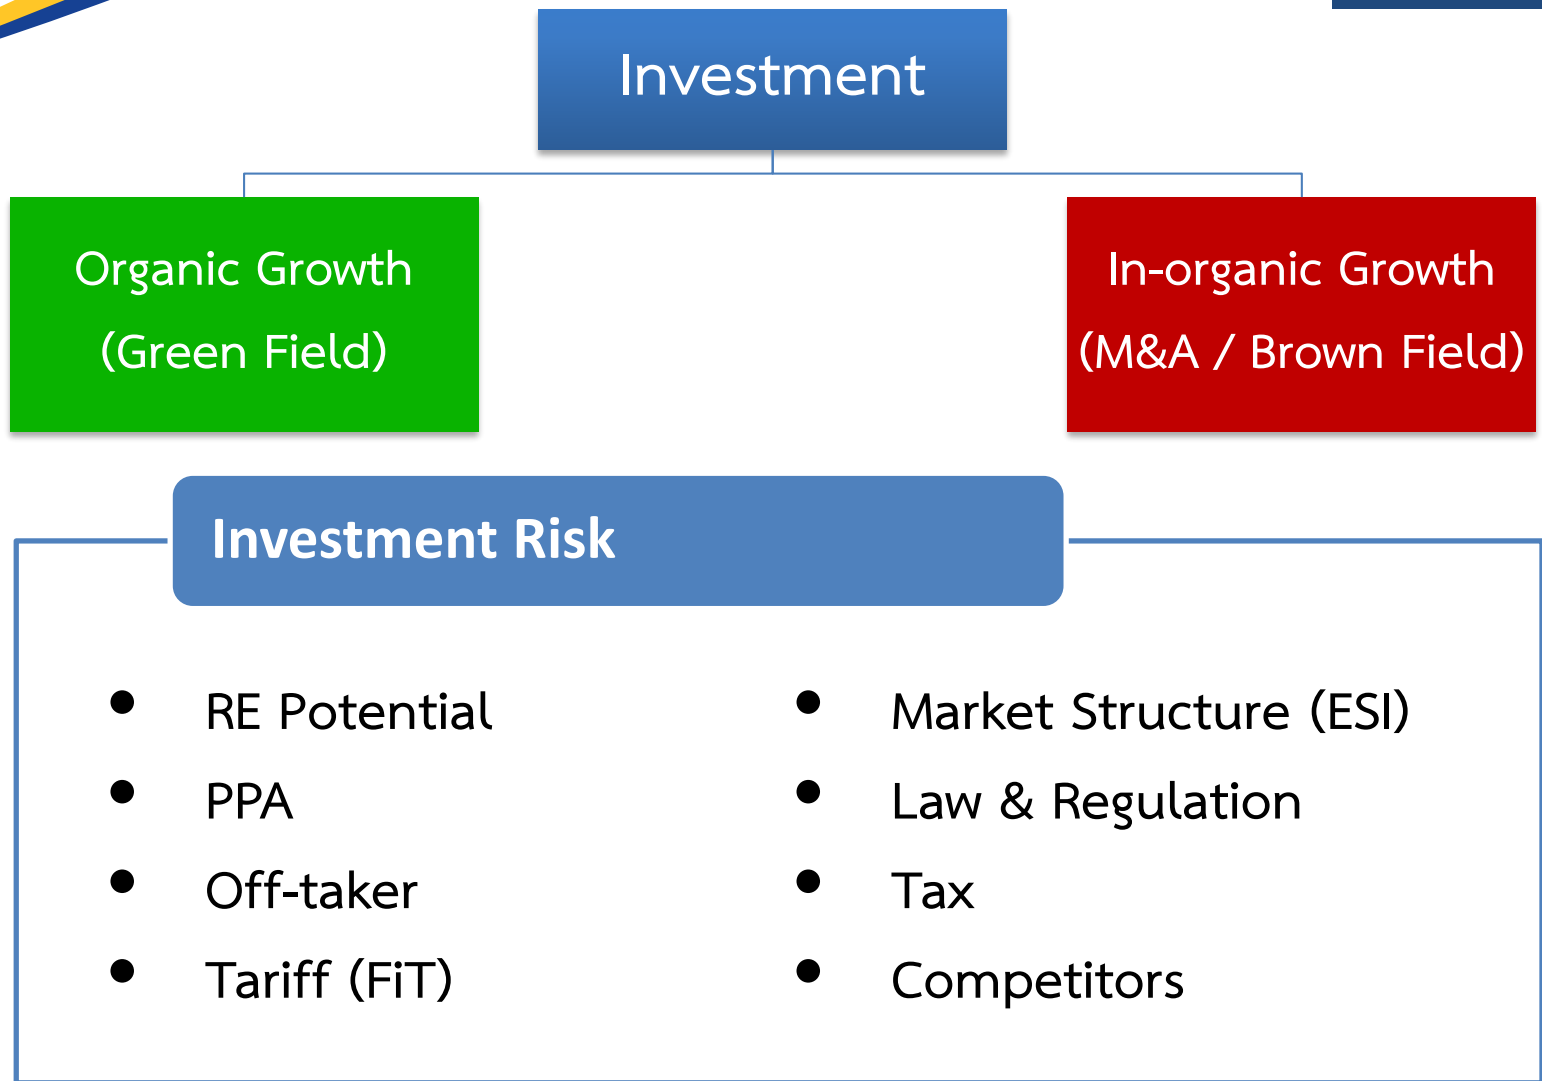 Investment
Organic Growth
(Green Field)
In-organic Growth
(M&A / Brown Field)
Investment Risk
• RE Potential
• PPA
• Off-taker
• Tariff (FiT)
• Market Structure (ESI)
• Law & Regulation
• Tax
• Competitors